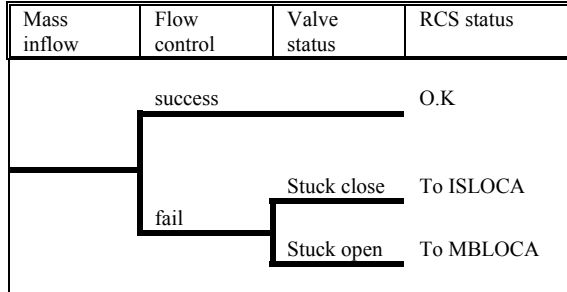 Mass inflow
Flow control
Valve status
RCS status
success
O.K
Stuck close
To ISLOCA
fail
Stuck open
To MBLOCA